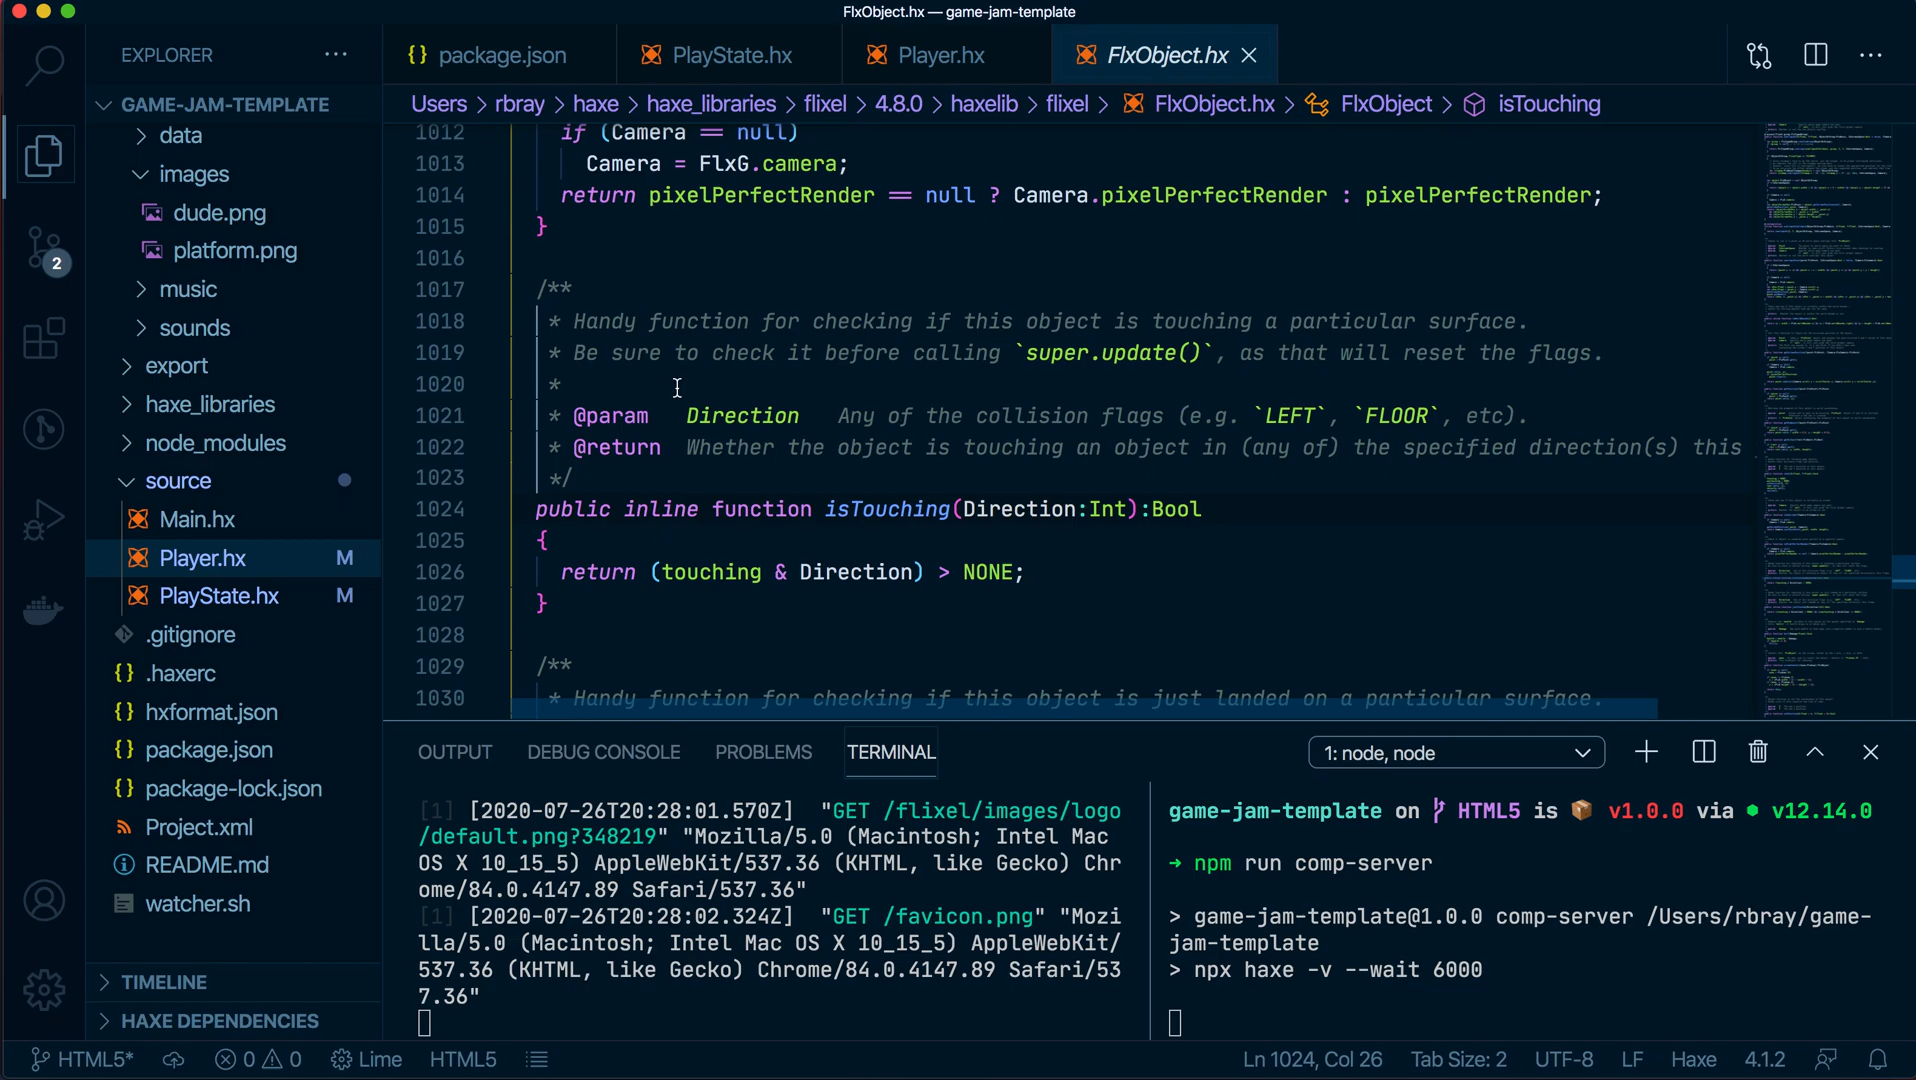 FlxObject.hx — game-jam-template
EXPLORER
GAME-JAM-TEMPLATE
data
images
dude.png
platform.png
music
sounds
export
haxe_libraries
node_modules
source
Main.hx
Player.hx M
PlayState.hx M
.gitignore
.haxerc
hxformat.json
package.json
package-lock.json
Project.xml
README.md
watcher.sh
TIMELINE
HAXE DEPENDENCIES
2
package.json PlayState.hx Player.hx FlxObject.hx
Users > rbray > haxe > haxe_libraries > flixel > 4.8.0 > haxelib > flixel > FlxObject.hx > FlxObject > isTouching
1012 if (Camera == null)
1013 Camera = FlxG.camera;
1014 return pixelPerfectRender == null ? Camera.pixelPerfectRender : pixelPerfectRender;
1015 }
1016
1017 /**
1018 * Handy function for checking if this object is touching a particular surface.
1019 * Be sure to check it before calling `super.update()`, as that will reset the flags.
1020 *
1021 * @param Direction Any of the collision flags (e.g. `LEFT`, `FLOOR`, etc).
1022 * @return Whether the object is touching an object in (any of) the specified direction(s) this
1023 */
1024 public inline function isTouching(Direction:Int):Bool
1025 {
1026 return (touching & Direction) > NONE;
1027 }
1028
1029 /**
1030 * Handy function for checking if this object is just landed on a particular surface.
OUTPUT DEBUG CONSOLE PROBLEMS TERMINAL 1: node, node
[1] [2020-07-26T20:28:01.570Z] "GET /flixel/images/logo
/default.png?348219" "Mozilla/5.0 (Macintosh; Intel Mac
OS X 10_15_5) AppleWebKit/537.36 (KHTML, like Gecko) Chr
ome/84.0.4147.89 Safari/537.36"
[1] [2020-07-26T20:28:02.324Z] "GET /favicon.png" "Mozi
lla/5.0 (Macintosh; Intel Mac OS X 10_15_5) AppleWebKit/
537.36 (KHTML, like Gecko) Chrome/84.0.4147.89 Safari/53
7.36"
game-jam-template on HTML5 is 📦 v1.0.0 via v12.14.0
→ npm run comp-server
> game-jam-template@1.0.0 comp-server /Users/rbray/game-
jam-template
> npx haxe -v --wait 6000
HTML5* 0 0 Lime HTML5 Ln 1024, Col 26 Tab Size: 2 UTF-8 LF Haxe 4.1.2